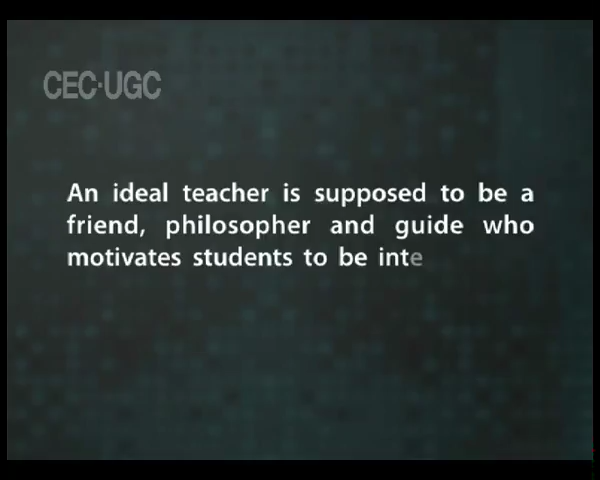 CEC-UGC
An ideal teacher is supposed to be a
friend, philosopher and guide who
motivates students to be inte